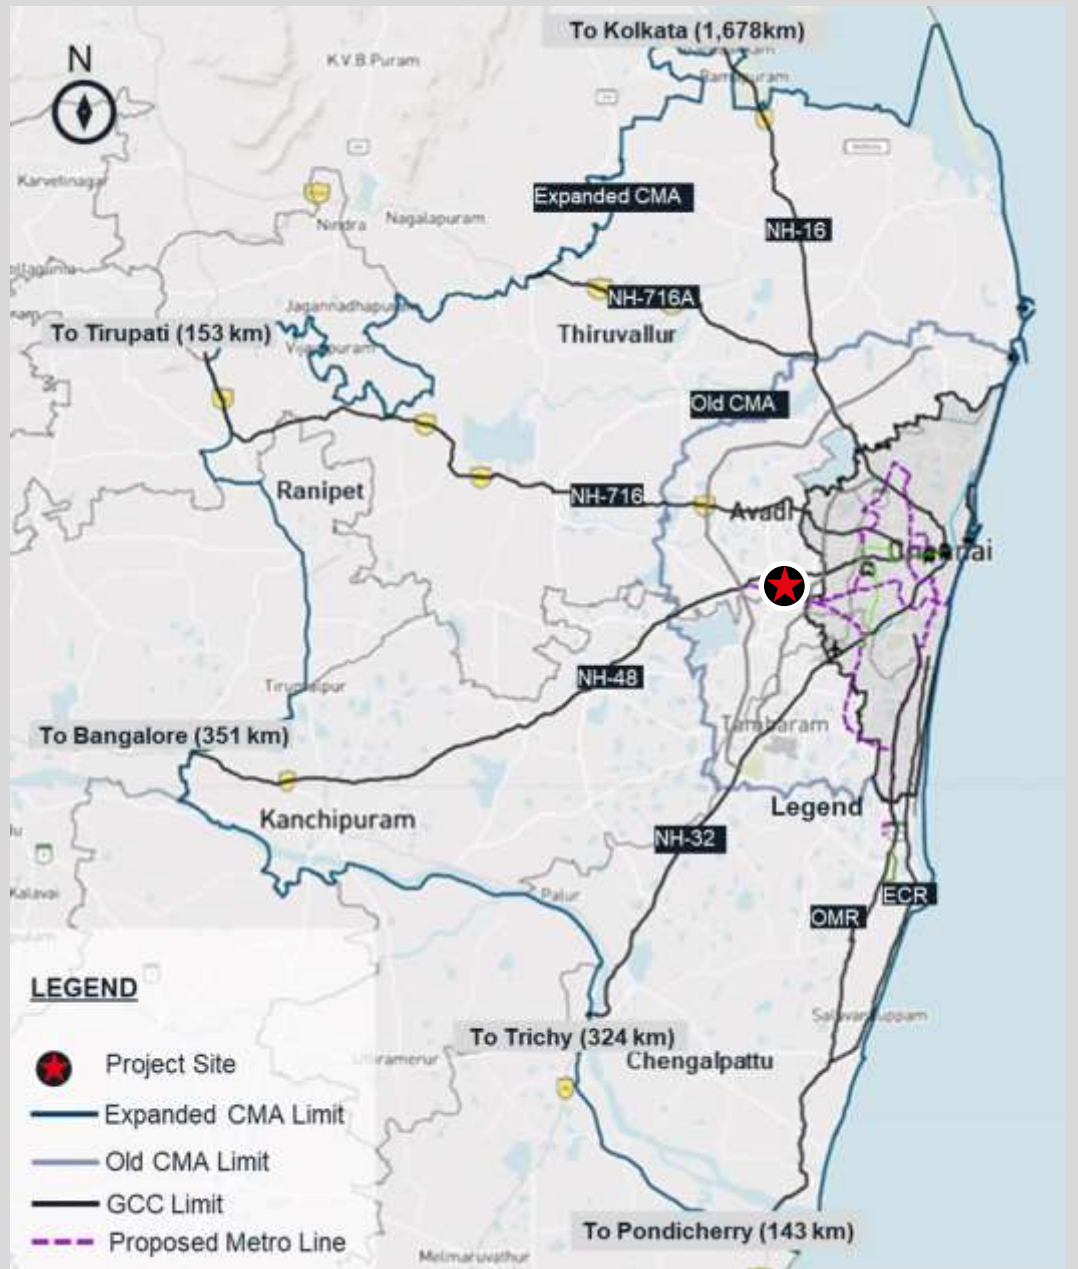 To Kolkata (1,678km)
N
K.V.B.Puram
Karvetinagar
Expanded CMA
Nagalapuram
Nindra
NH-16
NH-716A
To Tirupati (153 km)
Thiruvallur
Old CMA
Ranipet
NH-716
Avadi
Chennai
NH-48
Tambaram
To Bangalore (351 km)
Legend
Kanchipuram
NH-32
Kalavai
Palur
ECR
OMR
LEGEND
To Trichy (324 km)
Chengalpattu
Project Site
Expanded CMA Limit
Old CMA Limit
GCC Limit
Proposed Metro Line
To Pondicherry (143 km)
Melmaruvathur